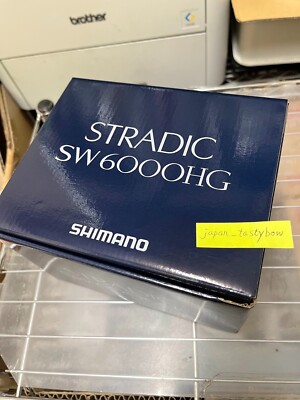 brother
STRADIC
SW6000HG
SHIMANO
japan_tastybow